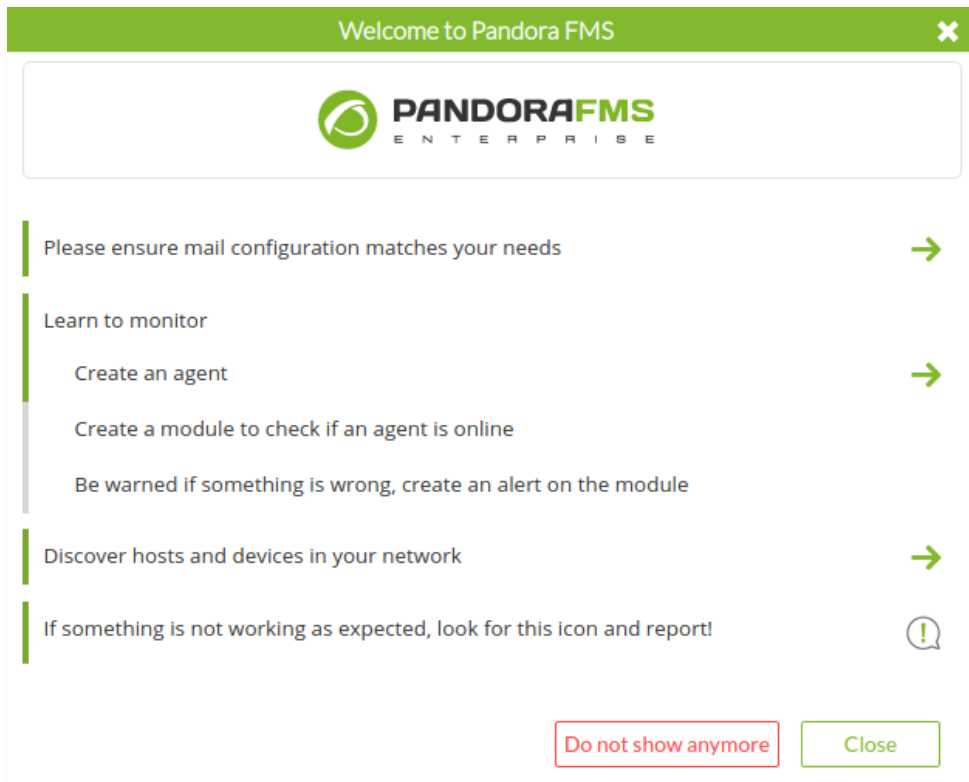 Welcome to Pandora FMS
PANDORAFMS
ENTERPRISE
Please ensure mail configuration matches your needs
Learn to monitor
Create an agent
Create a module to check if an agent is online
Be warned if something is wrong, create an alert on the module
Discover hosts and devices in your network
If something is not working as expected, look for this icon and report!
Do not show anymore
Close